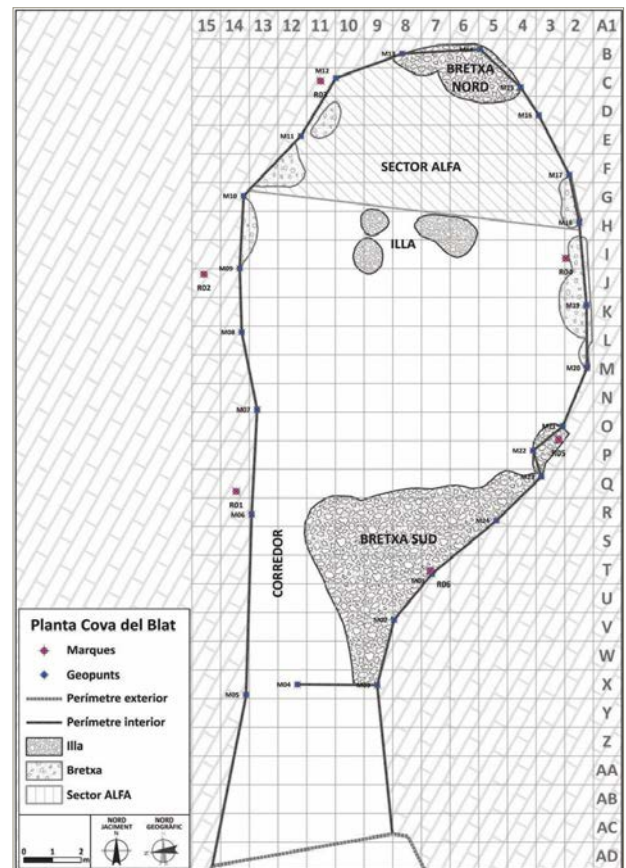 15 14 13 12 11 10 9 8 7 6 5 4 3 2 A1
B
C
D
E
F
G
H
I
J
K
L
M
N
O
P
Q
R
S
T
U
V
W
X
Y
Z
AA
AB
AC
AD
M13
M12
R03
BRETXA
NORD
M15
M16
M11
SECTOR ALFA
M17
M10
M18
ILLA
R04
M09
R02
M19
M08
M20
M07
M21
R05
M22
M23
R01
M06
M24
BRETXA SUD
CORREDOR
R06
M02
M04
M05
Planta Cova del Blat
Marques
Geopunts
Perímetre exterior
Perímetre interior
Illa
Bretxa
Sector ALFA
0 1 2 m
NORD
JACIMENT
N
NORD
GEOGRÀFIC